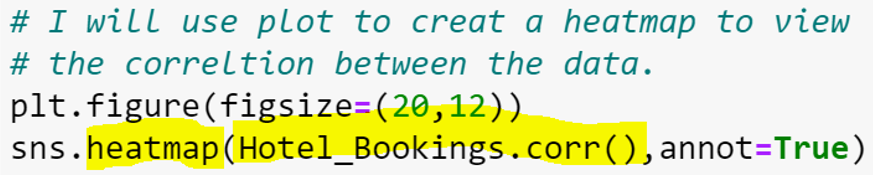 # I will use plot to creat a heatmap to view
# the correltion between the data.
plt.figure(figsize=(20,12))
sns.heatmap(Hotel_Bookings.corr(),annot=True)